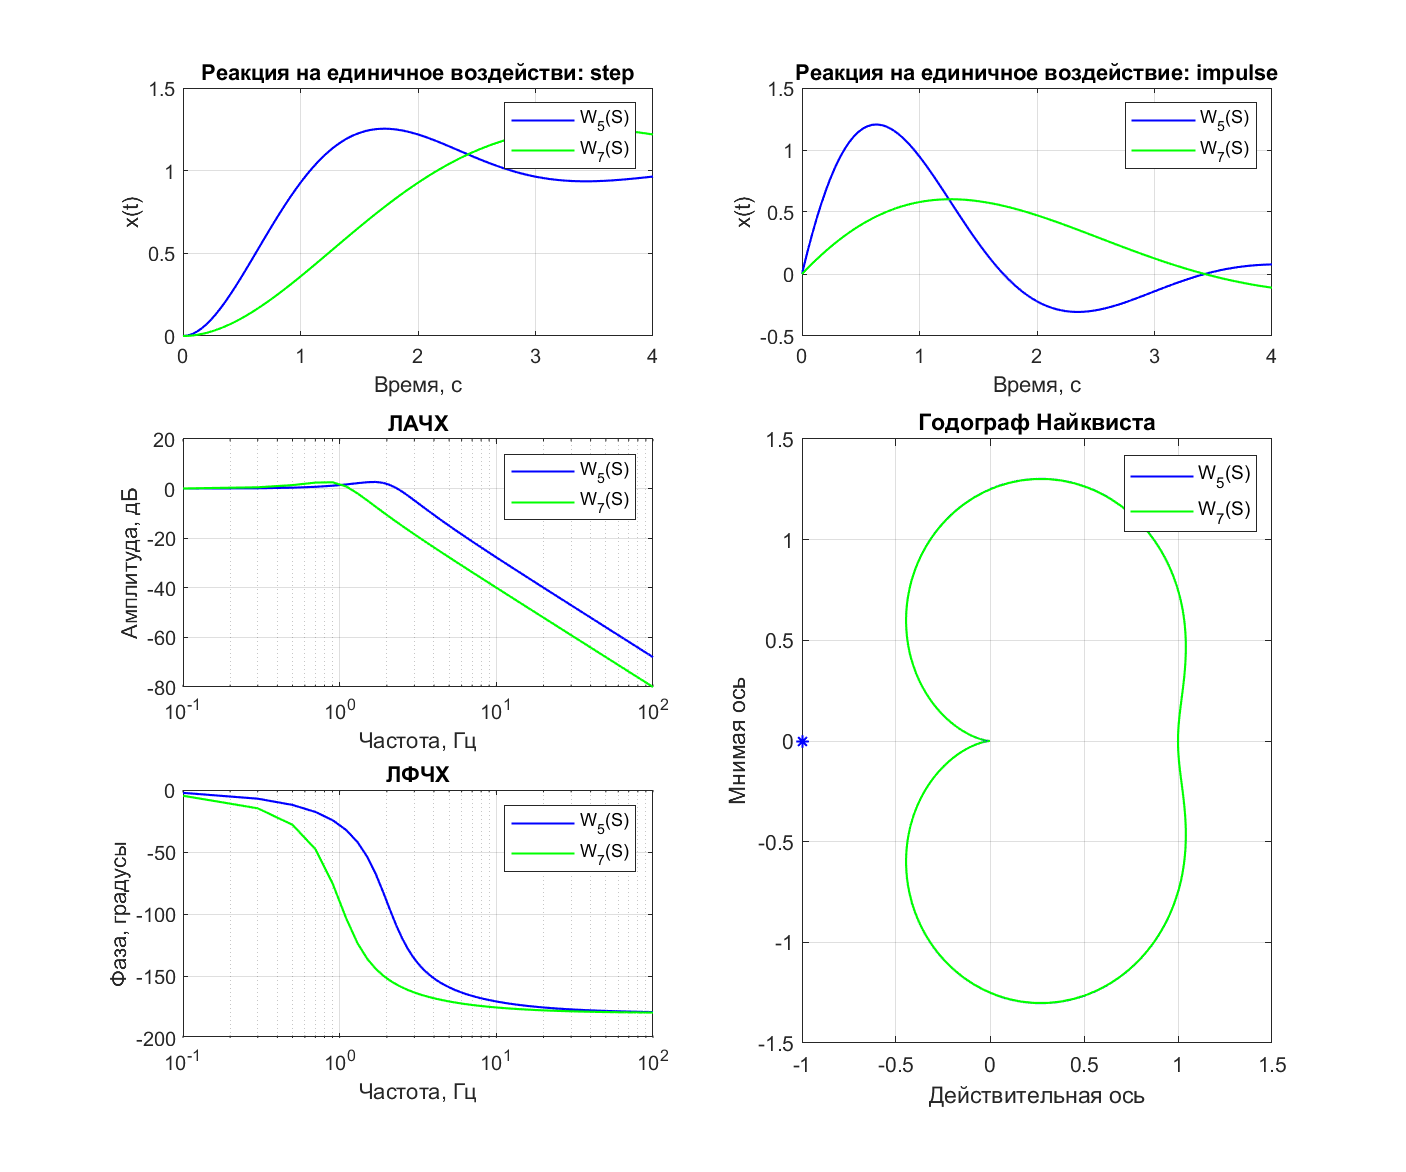 Реакция на единичное воздействи: step
1.5
1
0.5
0
x(t)
W5(S)
W7(S)
0 1 2 3 4
Время, с
Реакция на единичное воздействие: impulse
1.5
1
0.5
0
-0.5
x(t)
W5(S)
W7(S)
0 1 2 3 4
Время, с
ЛАЧХ
20
0
-20
-40
-60
-80
Амплитуда, дБ
W5(S)
W7(S)
10-1 100 101 102
Частота, Гц
ЛФЧХ
0
-50
-100
-150
-200
Фаза, градусы
W5(S)
W7(S)
10-1 100 101 102
Частота, Гц
Годограф Найквиста
1.5
1
0.5
0
-0.5
-1
-1.5
Мнимая ось
W5(S)
W7(S)
-1 -0.5 0 0.5 1 1.5
Действительная ось